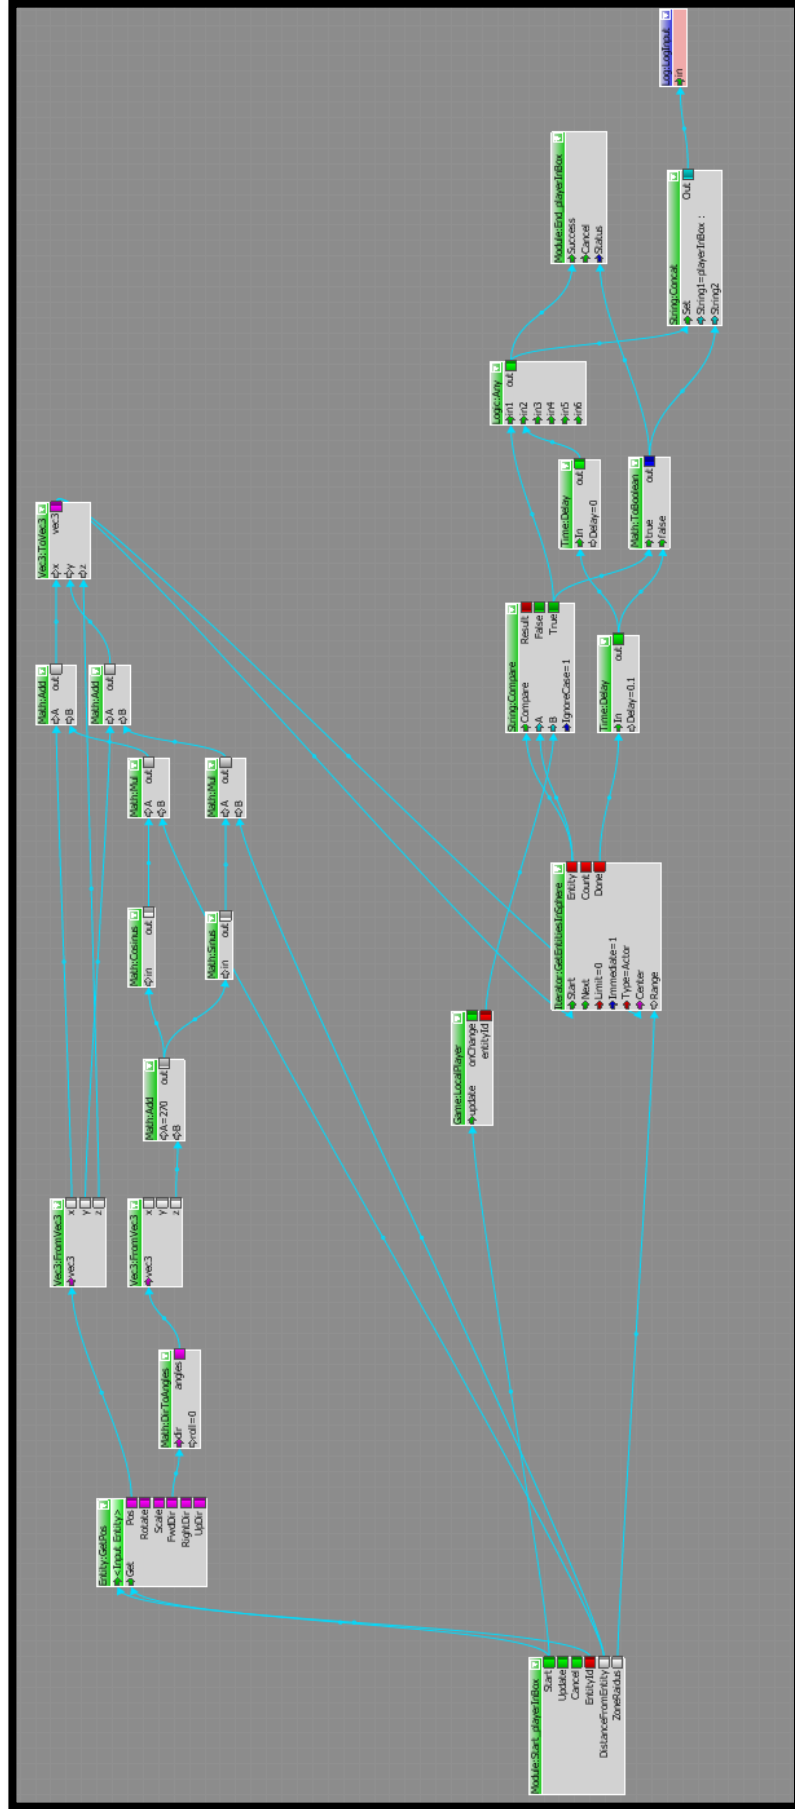 Module:Start_playerInBox
Start
Update
Cancel
EntityId
DistanceFromEntity
ZoneRaidus
Entity:GetPos
<Input Entity>
Get
Pos
Rotate
Scale
FwdDir
RightDir
UpDir
Math:DirToAngles
dir
roll=0
angles
Vec3:FromVec3
vec3
x
y
z
Vec3:FromVec3
vec3
x
y
z
Math:Add
A=270
B
out
Math:Cosinus
in
out
Math:Sinus
in
out
Math:Mul
A
B
out
Math:Mul
A
B
out
Math:Add
A
B
out
Math:Add
A
B
out
Vec3:ToVec3
x
y
z
vec3
Game:LocalPlayer
update
onChange
entityId
Iterator:GetEntitiesInSphere
Start
Next
Limit=0
Immediate=1
Type=Actor
Center
Range
Entity
Count
Done
String:Compare
Compare
A
B
IgnoreCase=1
Result
False
True
Time:Delay
In
Delay=0.1
out
Time:Delay
In
Delay=0
out
Math:ToBoolean
true
false
out
Logic:Any
in1
in2
in3
in4
in5
in6
out
Module:End_playerInBox
Success
Cancel
Status
String:Concat
Set
String1=playerInBox :
String2
Out
Log:LogInput
in